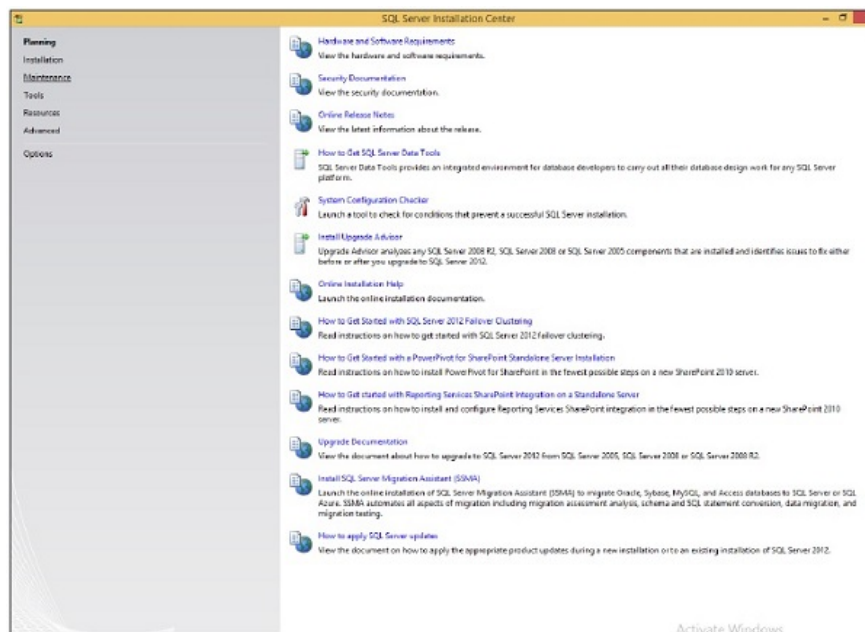 SQL Server Installation Center
Planning
Installation
Maintenance
Tools
Resources
Advanced
Options
Hardware and Software Requirements
View the hardware and software requirements.
Security Documentation
View the security documentation.
Online Release Notes
View the latest information about the release.
How to Get SQL Server Data Tools
SQL Server Data Tools provides an integrated environment for database developers to carry out all their database design work for any SQL Server
platform.
System Configuration Checker
Launch a tool to check for conditions that prevent a successful SQL Server installation.
Install Upgrade Advisor
Upgrade Advisor analyzes any SQL Server 2008 R2, SQL Server 2008 or SQL Server 2005 components that are installed and identifies issues to fix either
before or after you upgrade to SQL Server 2012.
Online Installation Help
Launch the online installation documentation.
How to Get Started with SQL Server 2012 Failover Clustering
Read instructions on how to get started with SQL Server 2012 failover clustering.
How to Get Started with a PowerPivot for SharePoint Standalone Server Installation
Read instructions on how to install PowerPivot for SharePoint in the fewest possible steps on a new SharePoint 2010 server.
How to Get started with Reporting Services SharePoint Integration on a Standalone Server
Read instructions on how to install and configure Reporting Services SharePoint integration in the fewest possible steps on a new SharePoint 2010
server.
Upgrade Documentation
View the document about how to upgrade to SQL Server 2012 from SQL Server 2005, SQL Server 2008 or SQL Server 2008 R2.
Install SQL Server Migration Assistant (SSMA)
Launch the online installation of SQL Server Migration Assistant (SSMA) to migrate Oracle, Sybase, MySQL, and Access databases to SQL Server or SQL
Azure. SSMA automates all aspects of migration including migration assessment analysis, schema and SQL statement conversion, data migration, and
migration testing.
How to apply SQL Server updates
View the document on how to apply the appropriate product updates during a new installation or to an existing installation of SQL Server 2012.
Activate Windows